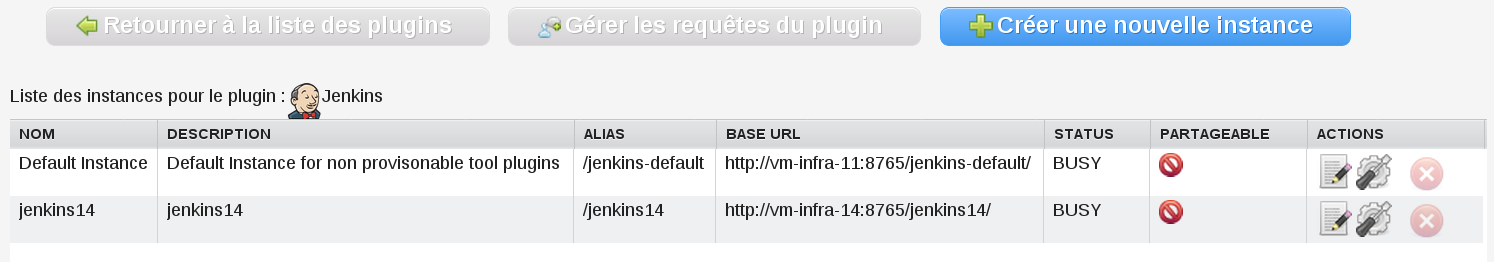 Retourner à la liste des plugins Gérer les requêtes du plugin Créer une nouvelle instance
Liste des instances pour le plugin : Jenkins
NOM DESCRIPTION ALIAS BASE URL STATUS PARTAGEABLE ACTIONS
Default Instance Default Instance for non provisonable tool plugins /jenkins-default http://vm-infra-11:8765/jenkins-default/ BUSY
jenkins14 jenkins14 /jenkins14 http://vm-infra-14:8765/jenkins14/ BUSY